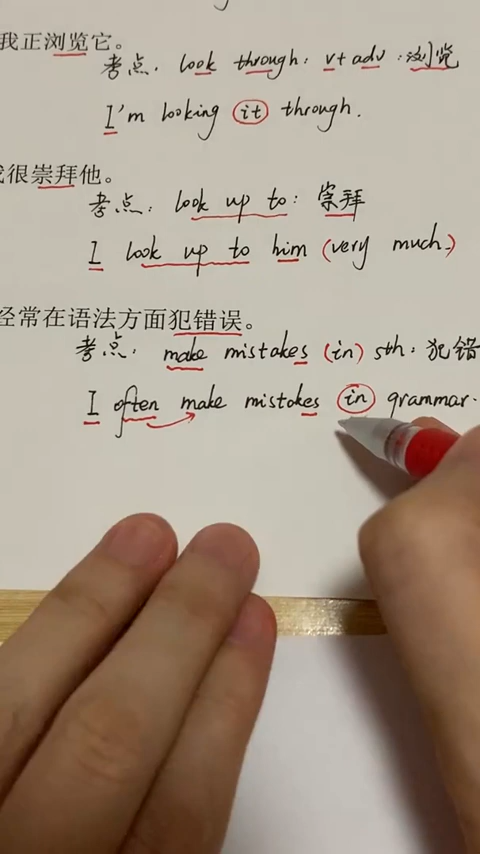 我正浏览它。
考点：look through：v+adv：浏览
I'm looking it through.
很崇拜他。
考点：look up to：崇拜
I look up to him (very much.)
经常在语法方面犯错误。
考点：make mistakes (in) sth：犯错
I often make mistakes in grammar.